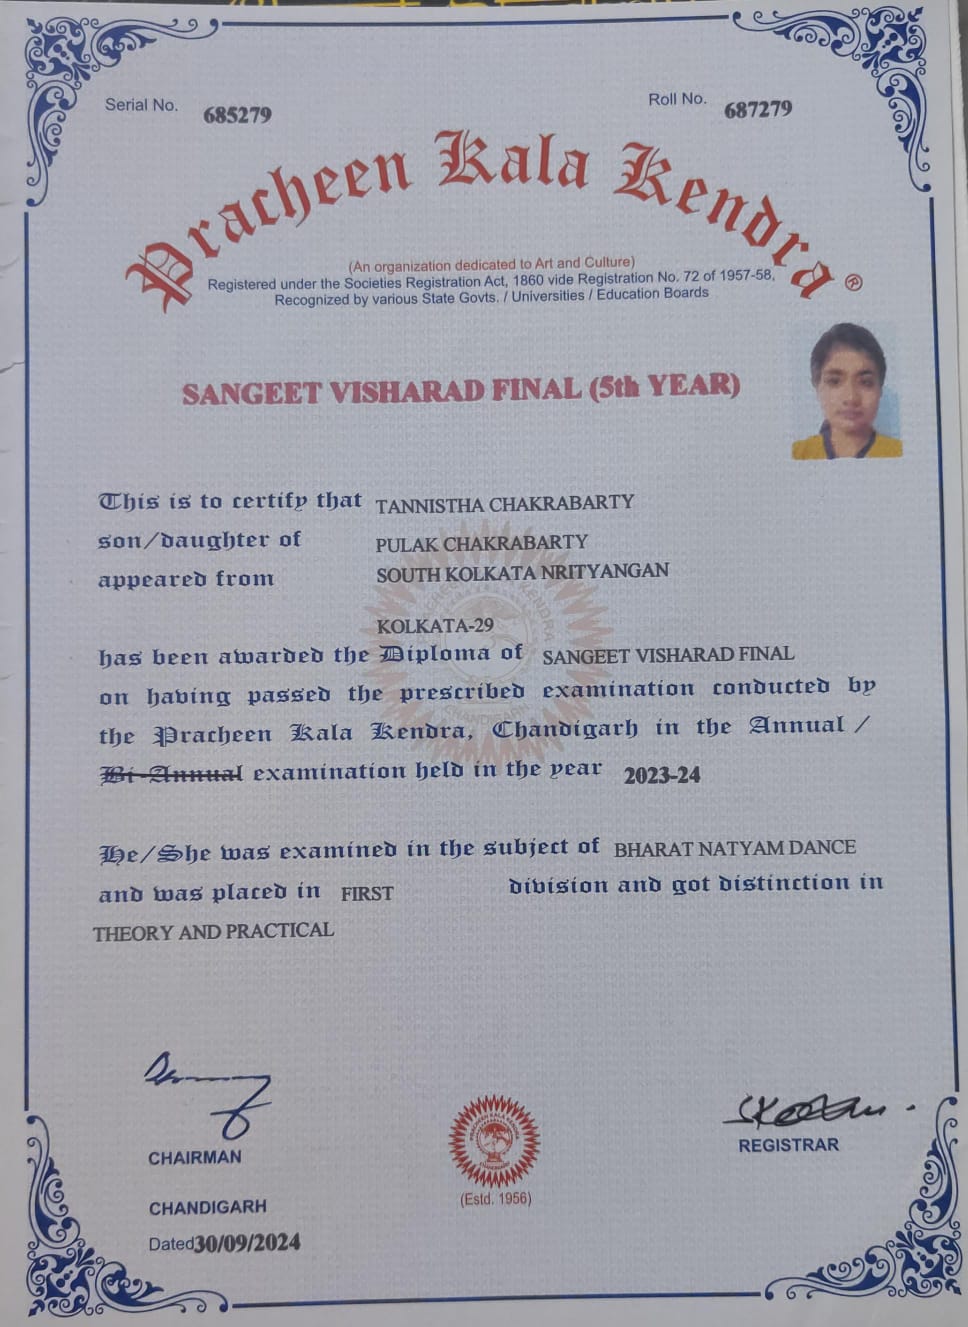 Serial No. 685279
Roll No. 687279
Pracheen Kala Kendra ®
(An organization dedicated to Art and Culture)
Registered under the Societies Registration Act, 1860 vide Registration No. 72 of 1957-58,
Recognized by various State Govts. / Universities / Education Boards
SANGEET VISHARAD FINAL (5th YEAR)
This is to certify that TANNISTHA CHAKRABARTY
son/daughter of PULAK CHAKRABARTY
appeared from SOUTH KOLKATA NRITYANGAN
KOLKATA-29
has been awarded the Diploma of SANGEET VISHARAD FINAL
on having passed the prescribed examination conducted by
the Pracheen Kala Kendra, Chandigarh in the Annual /
Bi-Annual examination held in the year 2023-24
He/She was examined in the subject of BHARAT NATYAM DANCE
and was placed in FIRST division and got distinction in
THEORY AND PRACTICAL
CHAIRMAN
REGISTRAR
PRACHEEN KALA KENDRA
CHANDIGARH
(Estd. 1956)
CHANDIGARH
Dated 30/09/2024